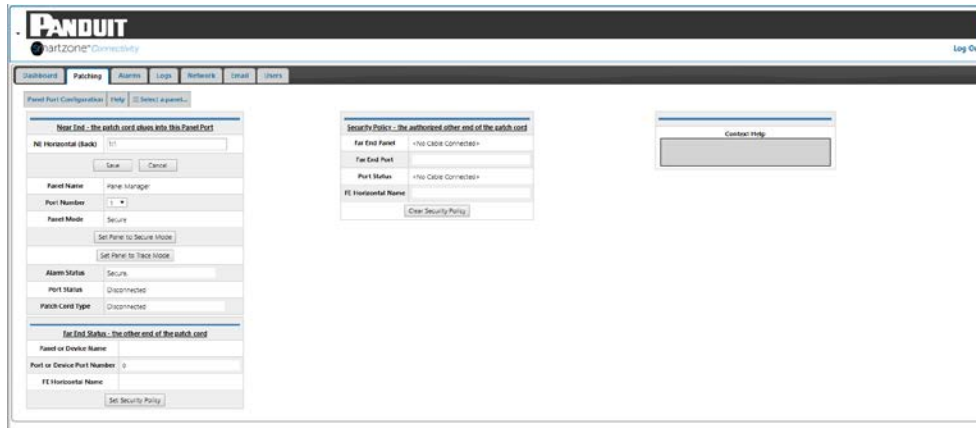 PANDUIT
Smartzone™ Connectivity
Log Ou
Dashboard Patching Alarms Logs Network Email Users
Panel Port Configuration Help Select a panel...
Near End - the patch cord plugs into this Panel Port
NE Horizontal (Back)
Save Cancel
Panel Name Panel Manager
Port Number 1
Panel Mode Secure
Set Panel to Secure Mode
Set Panel to Trace Mode
Alarm Status Secure.
Port Status Disconnected
Patch Cord Type Disconnected
Far End Status - the other end of the patch cord
Panel or Device Name
Port or Device Port Number 0
FE Horizontal Name
Set Security Policy
Security Policy - the authorized other end of the patch cord
Far End Panel <No Cable Connected>
Far End Port
Port Status <No Cable Connected>
FE Horizontal Name
Clear Security Policy
Context Help